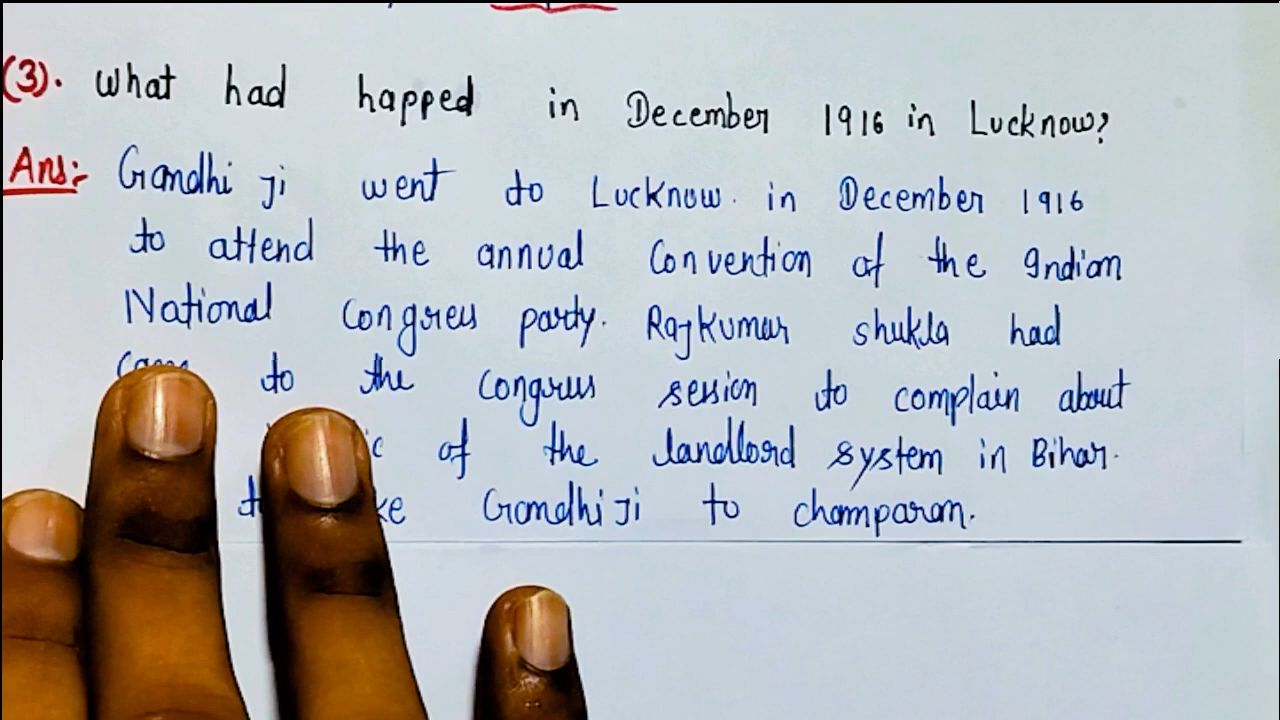 (3). What had happed in December 1916 in Lucknow?
Ans:- Gandhi ji went to Lucknow. in December 1916
to attend the annual Convention of the Indian
National Congress party. Rajkumar shukla had
to the congress session to complain about
of the landlord system in Bihar.
Gandhi ji to champaran.